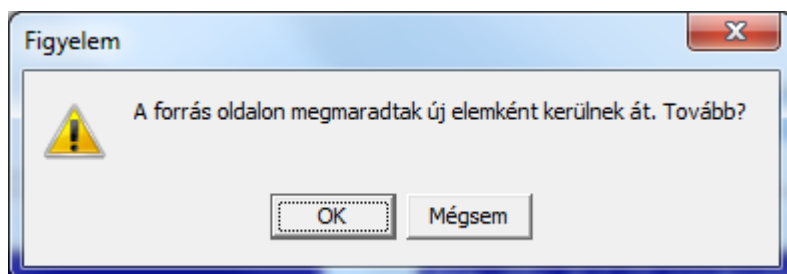 Figyelem
A forrás oldalon megmaradtak új elemként kerülnek át. Tovább?
OK
Mégsem